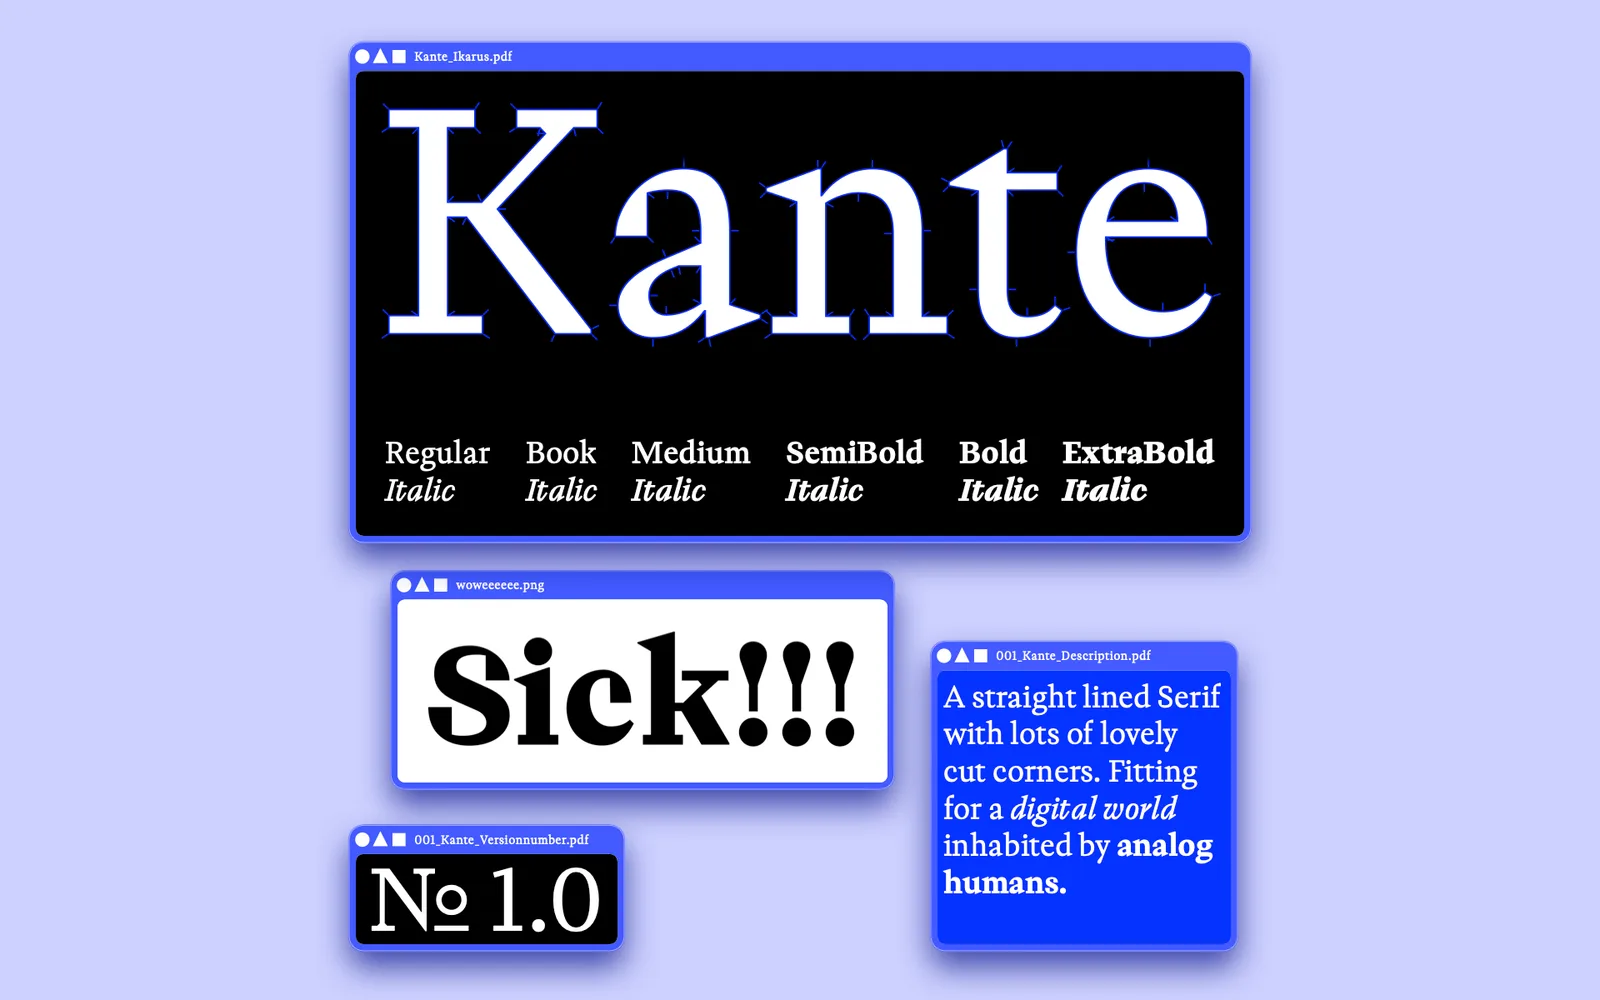 Kante_Ikarus.pdf
Kante
Regular Book Medium SemiBold Bold ExtraBold
Italic Italic Italic Italic Italic Italic
woweeeeee.png
Sick!!!
001_Kante_Description.pdf
A straight lined Serif
with lots of lovely
cut corners. Fitting
for a digital world
inhabited by analog
humans.
001_Kante_Versionnumber.pdf
№ 1.0